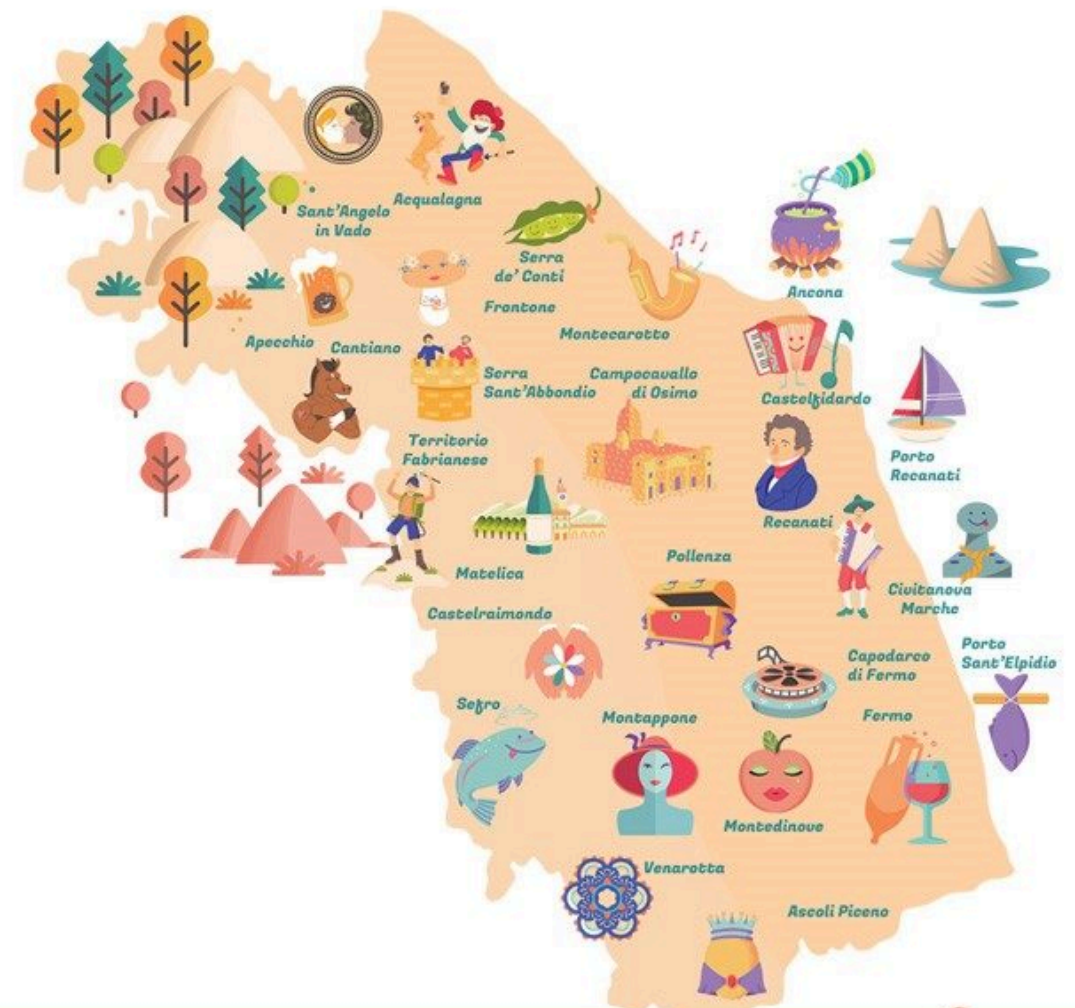 Acqualagna
Sant'Angelo
in Vado
Serra
de' Conti
Ancona
Frontone
Montecarotto
Apecchio
Cantiano
Serra
Sant'Abbondio
Campocavallo
di Osimo
Castelfidardo
Territorio
Fabrianese
Porto
Recanati
Recanati
Pollenza
Matelica
Civitanova
Marche
Castelraimondo
Porto
Sant'Elpidio
Capodarco
di Fermo
Sefro
Montappone
Fermo
Montedinove
Venarotta
Ascoli Piceno